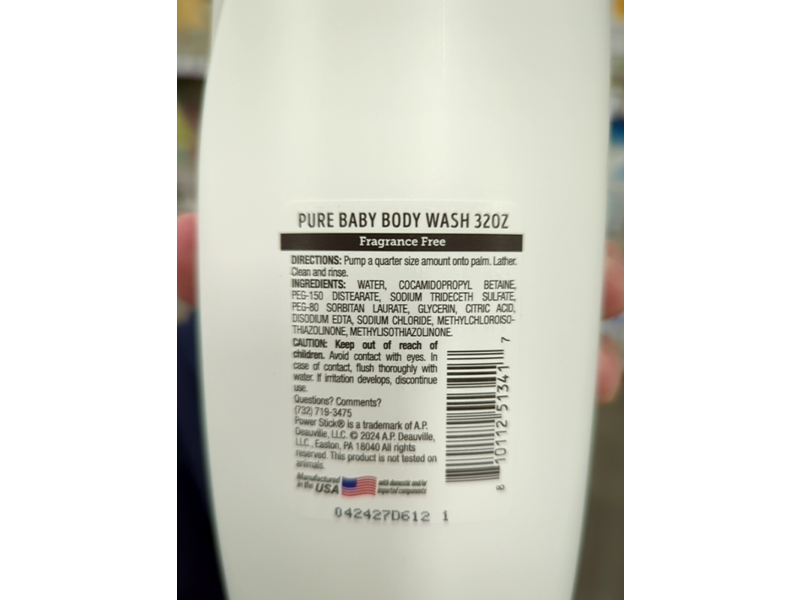 PURE BABY BODY WASH 32OZ
Fragrance Free
DIRECTIONS: Pump a quarter size amount onto palm. Lather.
Clean and rinse.
INGREDIENTS: WATER, COCAMIDOPROPYL BETAINE,
PEG-150 DISTEARATE, SODIUM TRIDECETH SULFATE,
PEG-80 SORBITAN LAURATE, GLYCERIN, CITRIC ACID,
DISODIUM EDTA, SODIUM CHLORIDE, METHYLCHLOROISO-
THIAZOLINONE, METHYLISOTHIAZOLINONE.
CAUTION: Keep out of reach of
children. Avoid contact with eyes. In
case of contact, flush thoroughly with
water. If irritation develops, discontinue
use.
Questions? Comments?
(732) 719-3475
Power Stick® is a trademark of A.P.
Deauville, LLC. © 2024 A.P. Deauville,
LLC., Easton, PA 18040 All rights
reserved. This product is not tested on
animals.
Manufactured
in the USA
with domestic and/or
imported components
8 10112 51341 7
042427D612 1